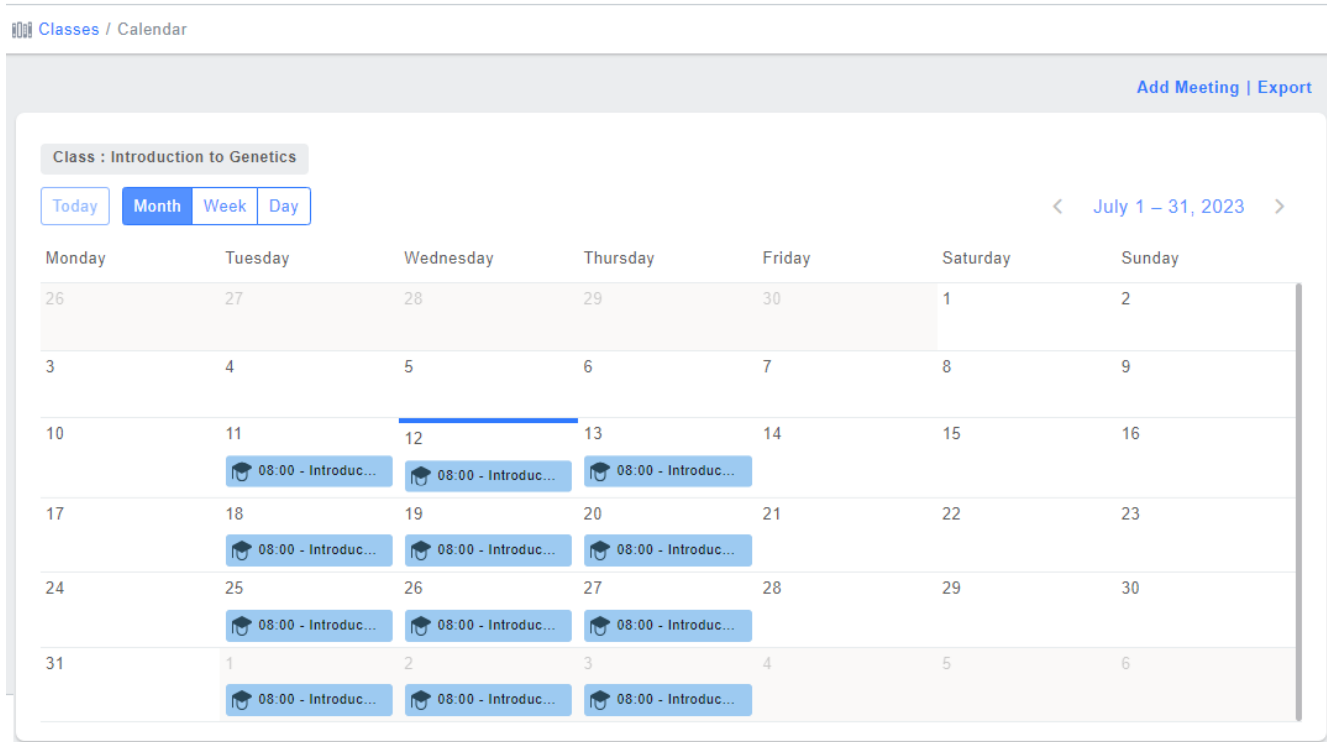 Classes / Calendar
Add Meeting | Export
Class : Introduction to Genetics
Today Month Week Day < July 1 – 31, 2023 >
Monday Tuesday Wednesday Thursday Friday Saturday Sunday
26 27 28 29 30 1 2
3 4 5 6 7 8 9
10 11 12 13 14 15 16
08:00 - Introduc... 08:00 - Introduc... 08:00 - Introduc...
17 18 19 20 21 22 23
08:00 - Introduc... 08:00 - Introduc... 08:00 - Introduc...
24 25 26 27 28 29 30
08:00 - Introduc... 08:00 - Introduc... 08:00 - Introduc...
31 1 2 3 4 5 6
08:00 - Introduc... 08:00 - Introduc... 08:00 - Introduc...